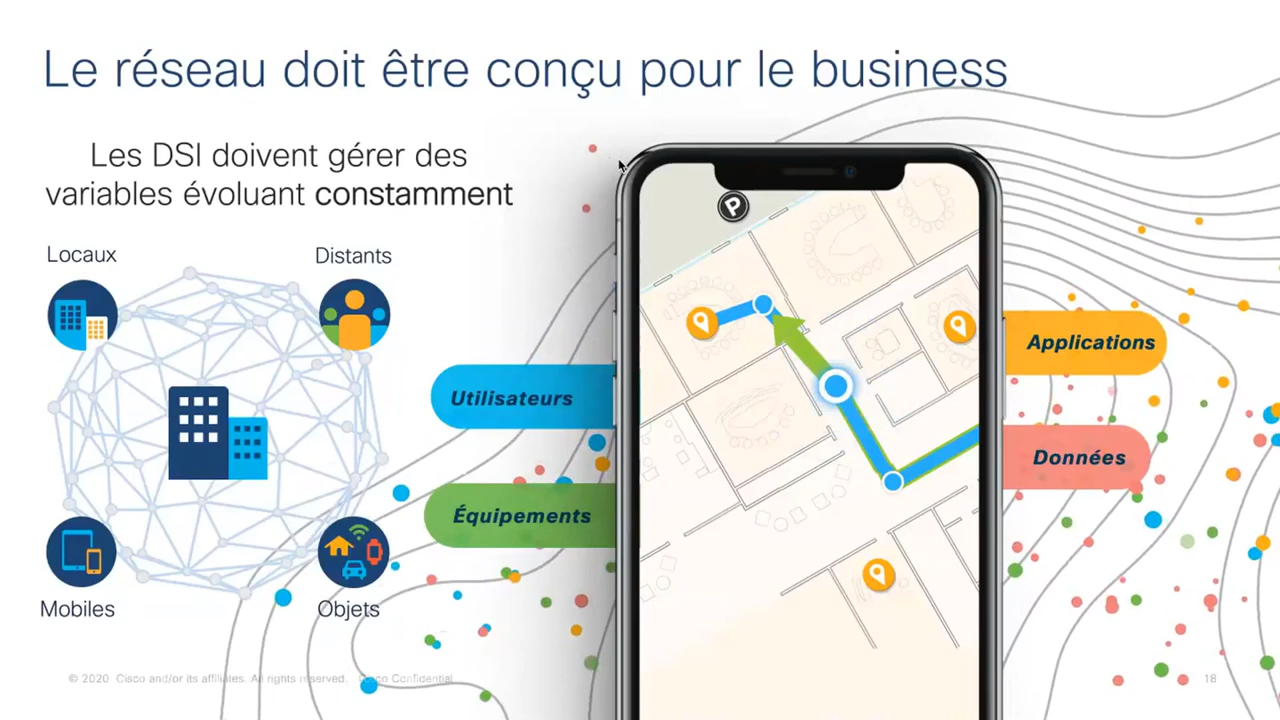 Le réseau doit être conçu pour le business
Les DSI doivent gérer des
variables évoluant constamment
Locaux
Distants
Mobiles
Objets
Utilisateurs
Équipements
P
Applications
Données
© 2020 Cisco and/or its affiliates. All rights reserved. Cisco Confidential
18